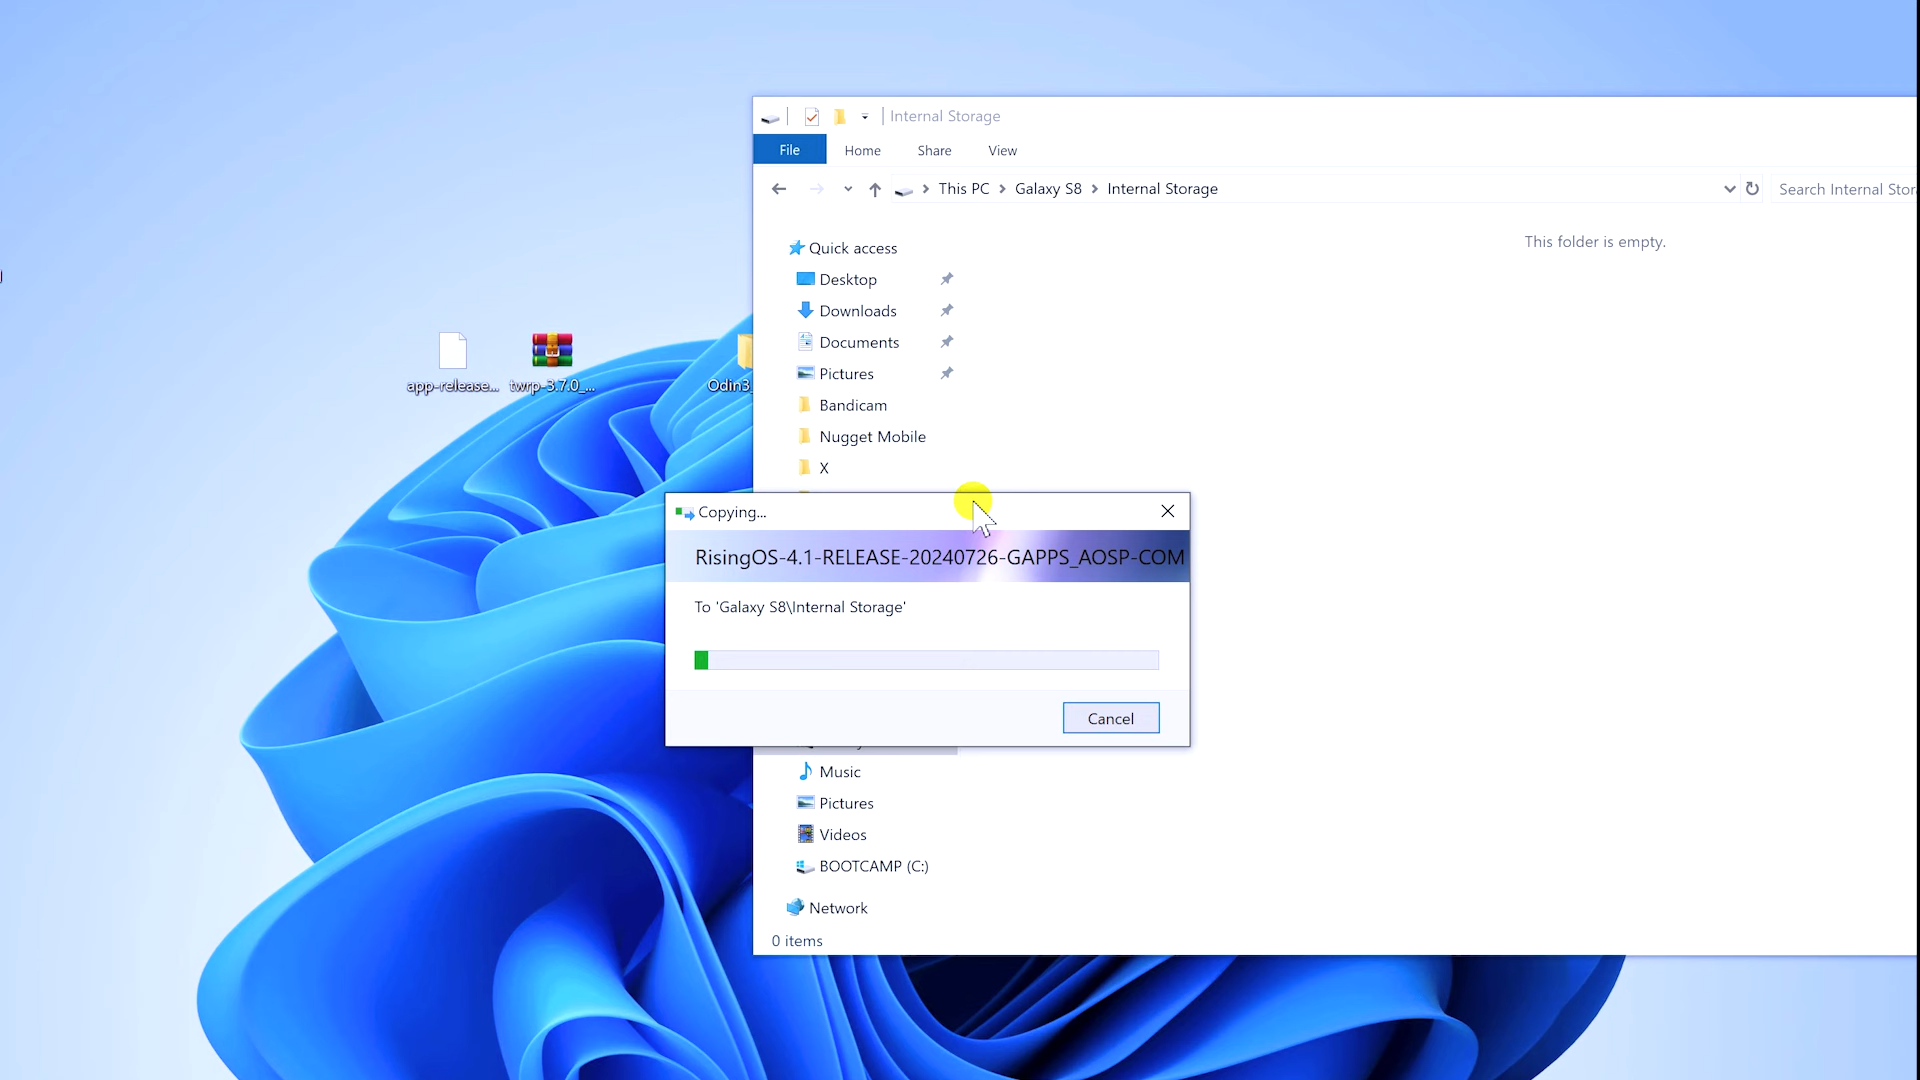 Internal Storage
File Home Share View
This PC Galaxy S8 Internal Storage
Search Internal Stor
This folder is empty.
Quick access
Desktop
Downloads
Documents
Pictures
Bandicam
Nugget Mobile
X
app-release...
twrp-3.7.0_...
Odin3_
Copying...
RisingOS-4.1-RELEASE-20240726-GAPPS_AOSP-COM
To 'Galaxy S8\Internal Storage'
Cancel
Music
Pictures
Videos
BOOTCAMP (C:)
Network
0 items